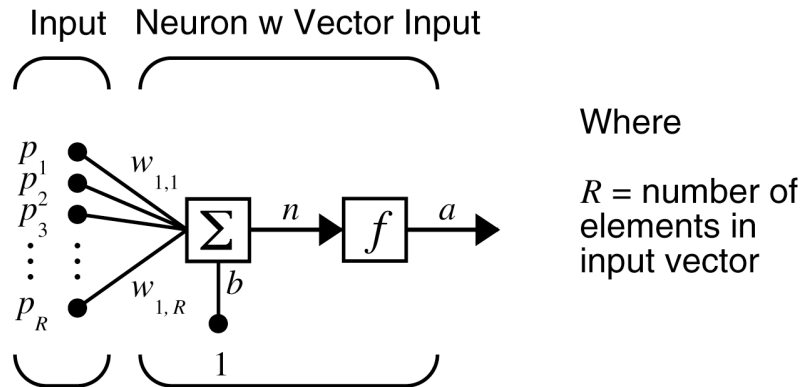 Input Neuron w Vector Input
p1
p2
p3
pR
w1,1
w1,R
Σ
n
f
a
b
1
Where
R = number of
elements in
input vector